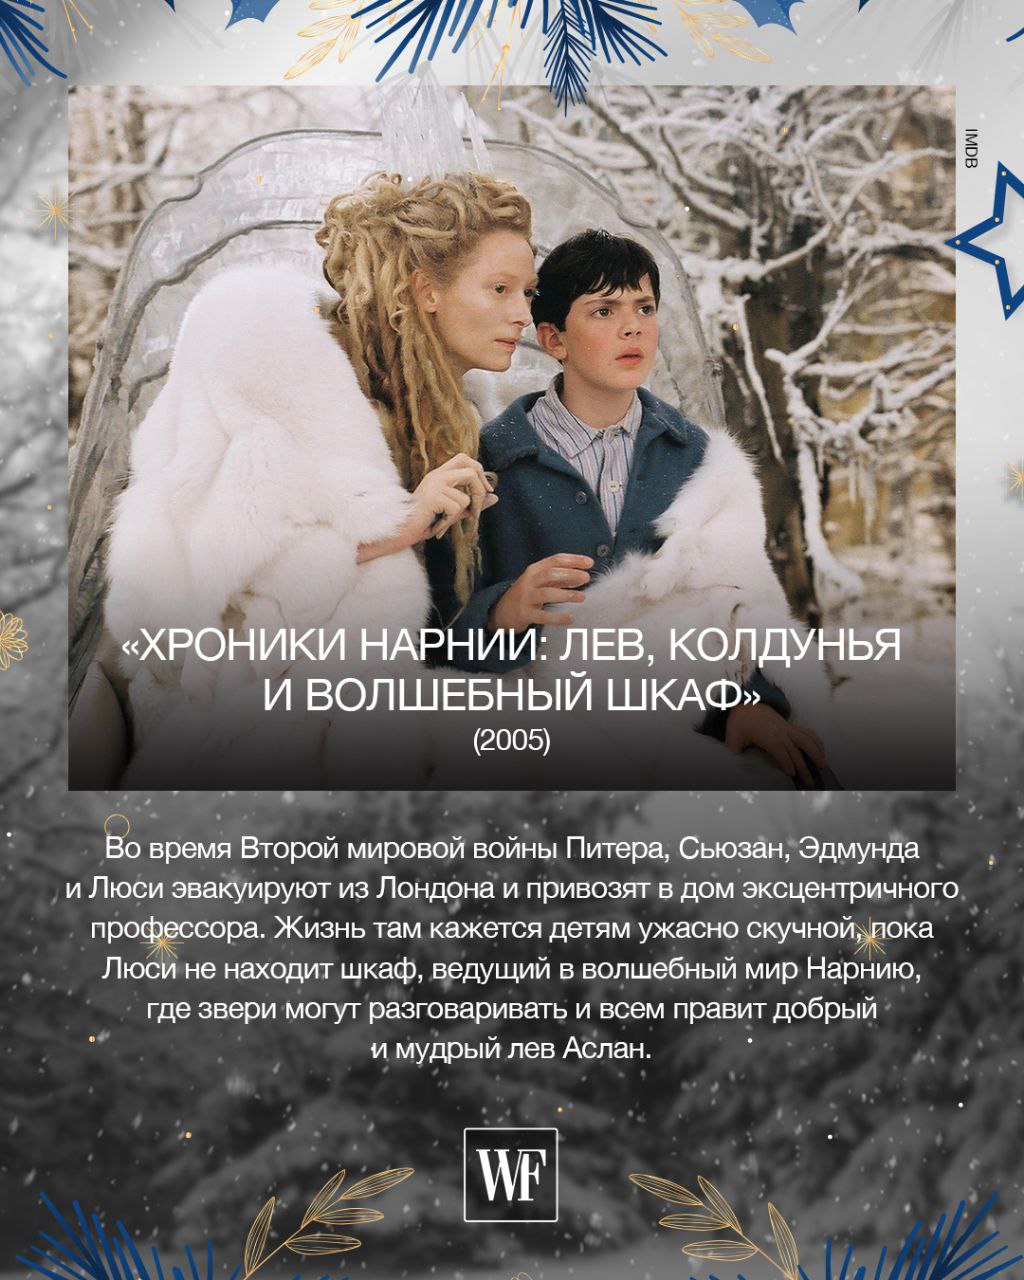 IMDB
«ХРОНИКИ НАРНИИ: ЛЕВ, КОЛДУНЬЯ
И ВОЛШЕБНЫЙ ШКАФ»
(2005)
Во время Второй мировой войны Питера, Сьюзан, Эдмунда
и Люси эвакуируют из Лондона и привозят в дом эксцентричного
профессора. Жизнь там кажется детям ужасно скучной, пока
Люси не находит шкаф, ведущий в волшебный мир Нарнию,
где звери могут разговаривать и всем правит добрый
и мудрый лев Аслан.
WF